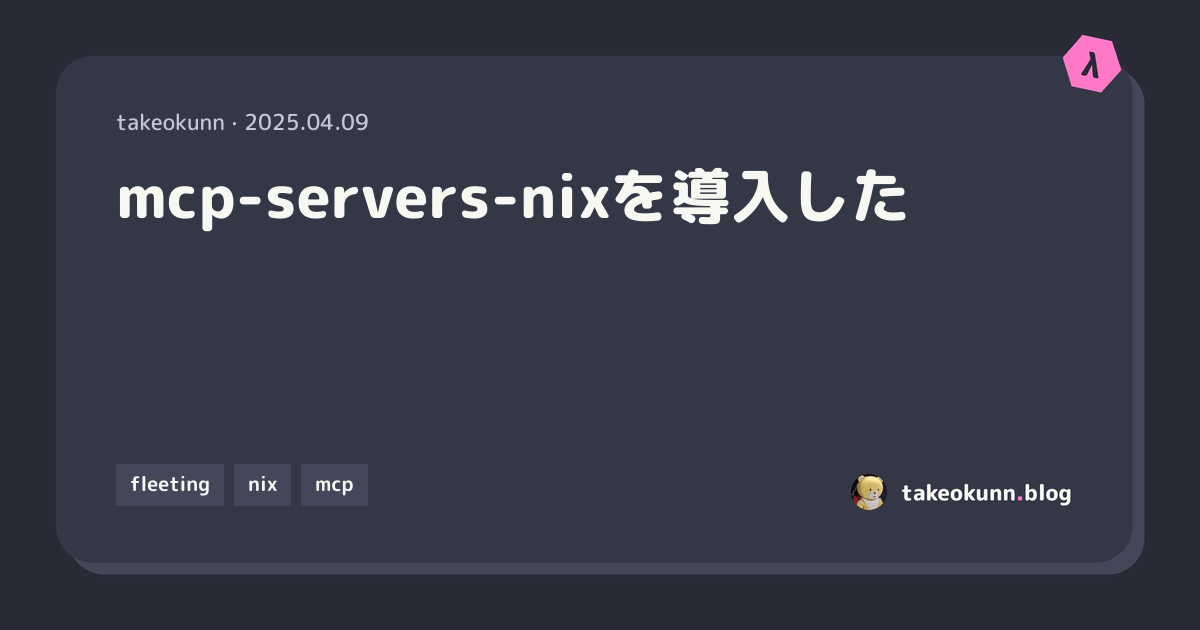 takeokunn · 2025.04.09
mcp-servers-nixを導入した
fleeting nix mcp
takeokunn.blog
λ